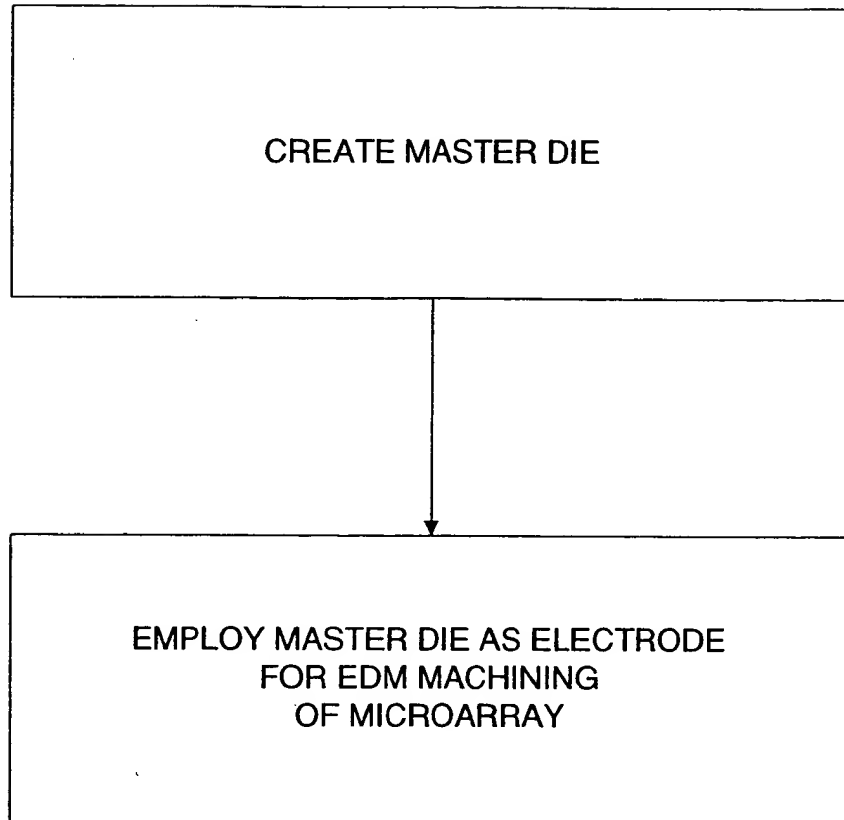 CREATE MASTER DIE
EMPLOY MASTER DIE AS ELECTRODE
FOR EDM MACHINING
OF MICROARRAY